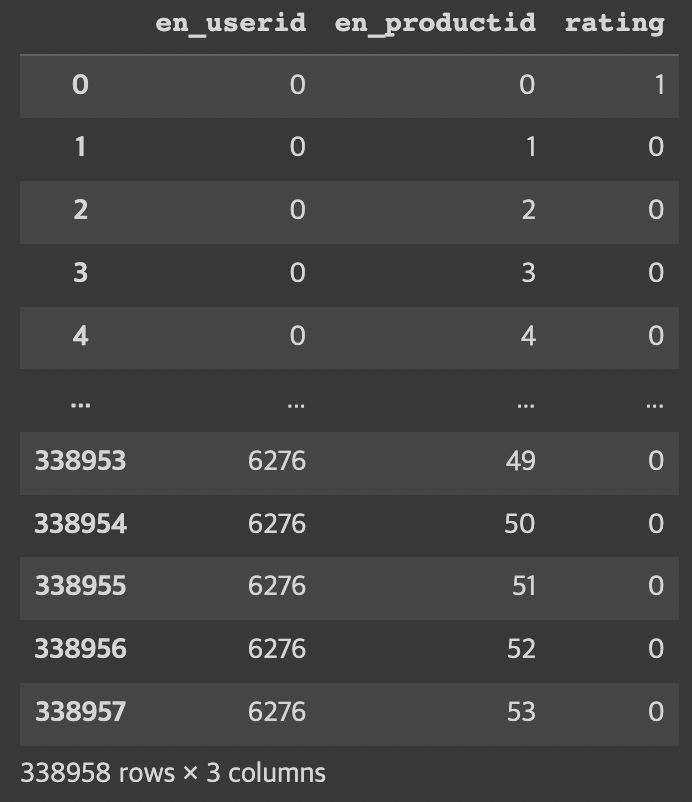 en_userid en_productid rating
0 0 0 1
1 0 1 0
2 0 2 0
3 0 3 0
4 0 4 0
... ... ... ...
338953 6276 49 0
338954 6276 50 0
338955 6276 51 0
338956 6276 52 0
338957 6276 53 0
338958 rows × 3 columns